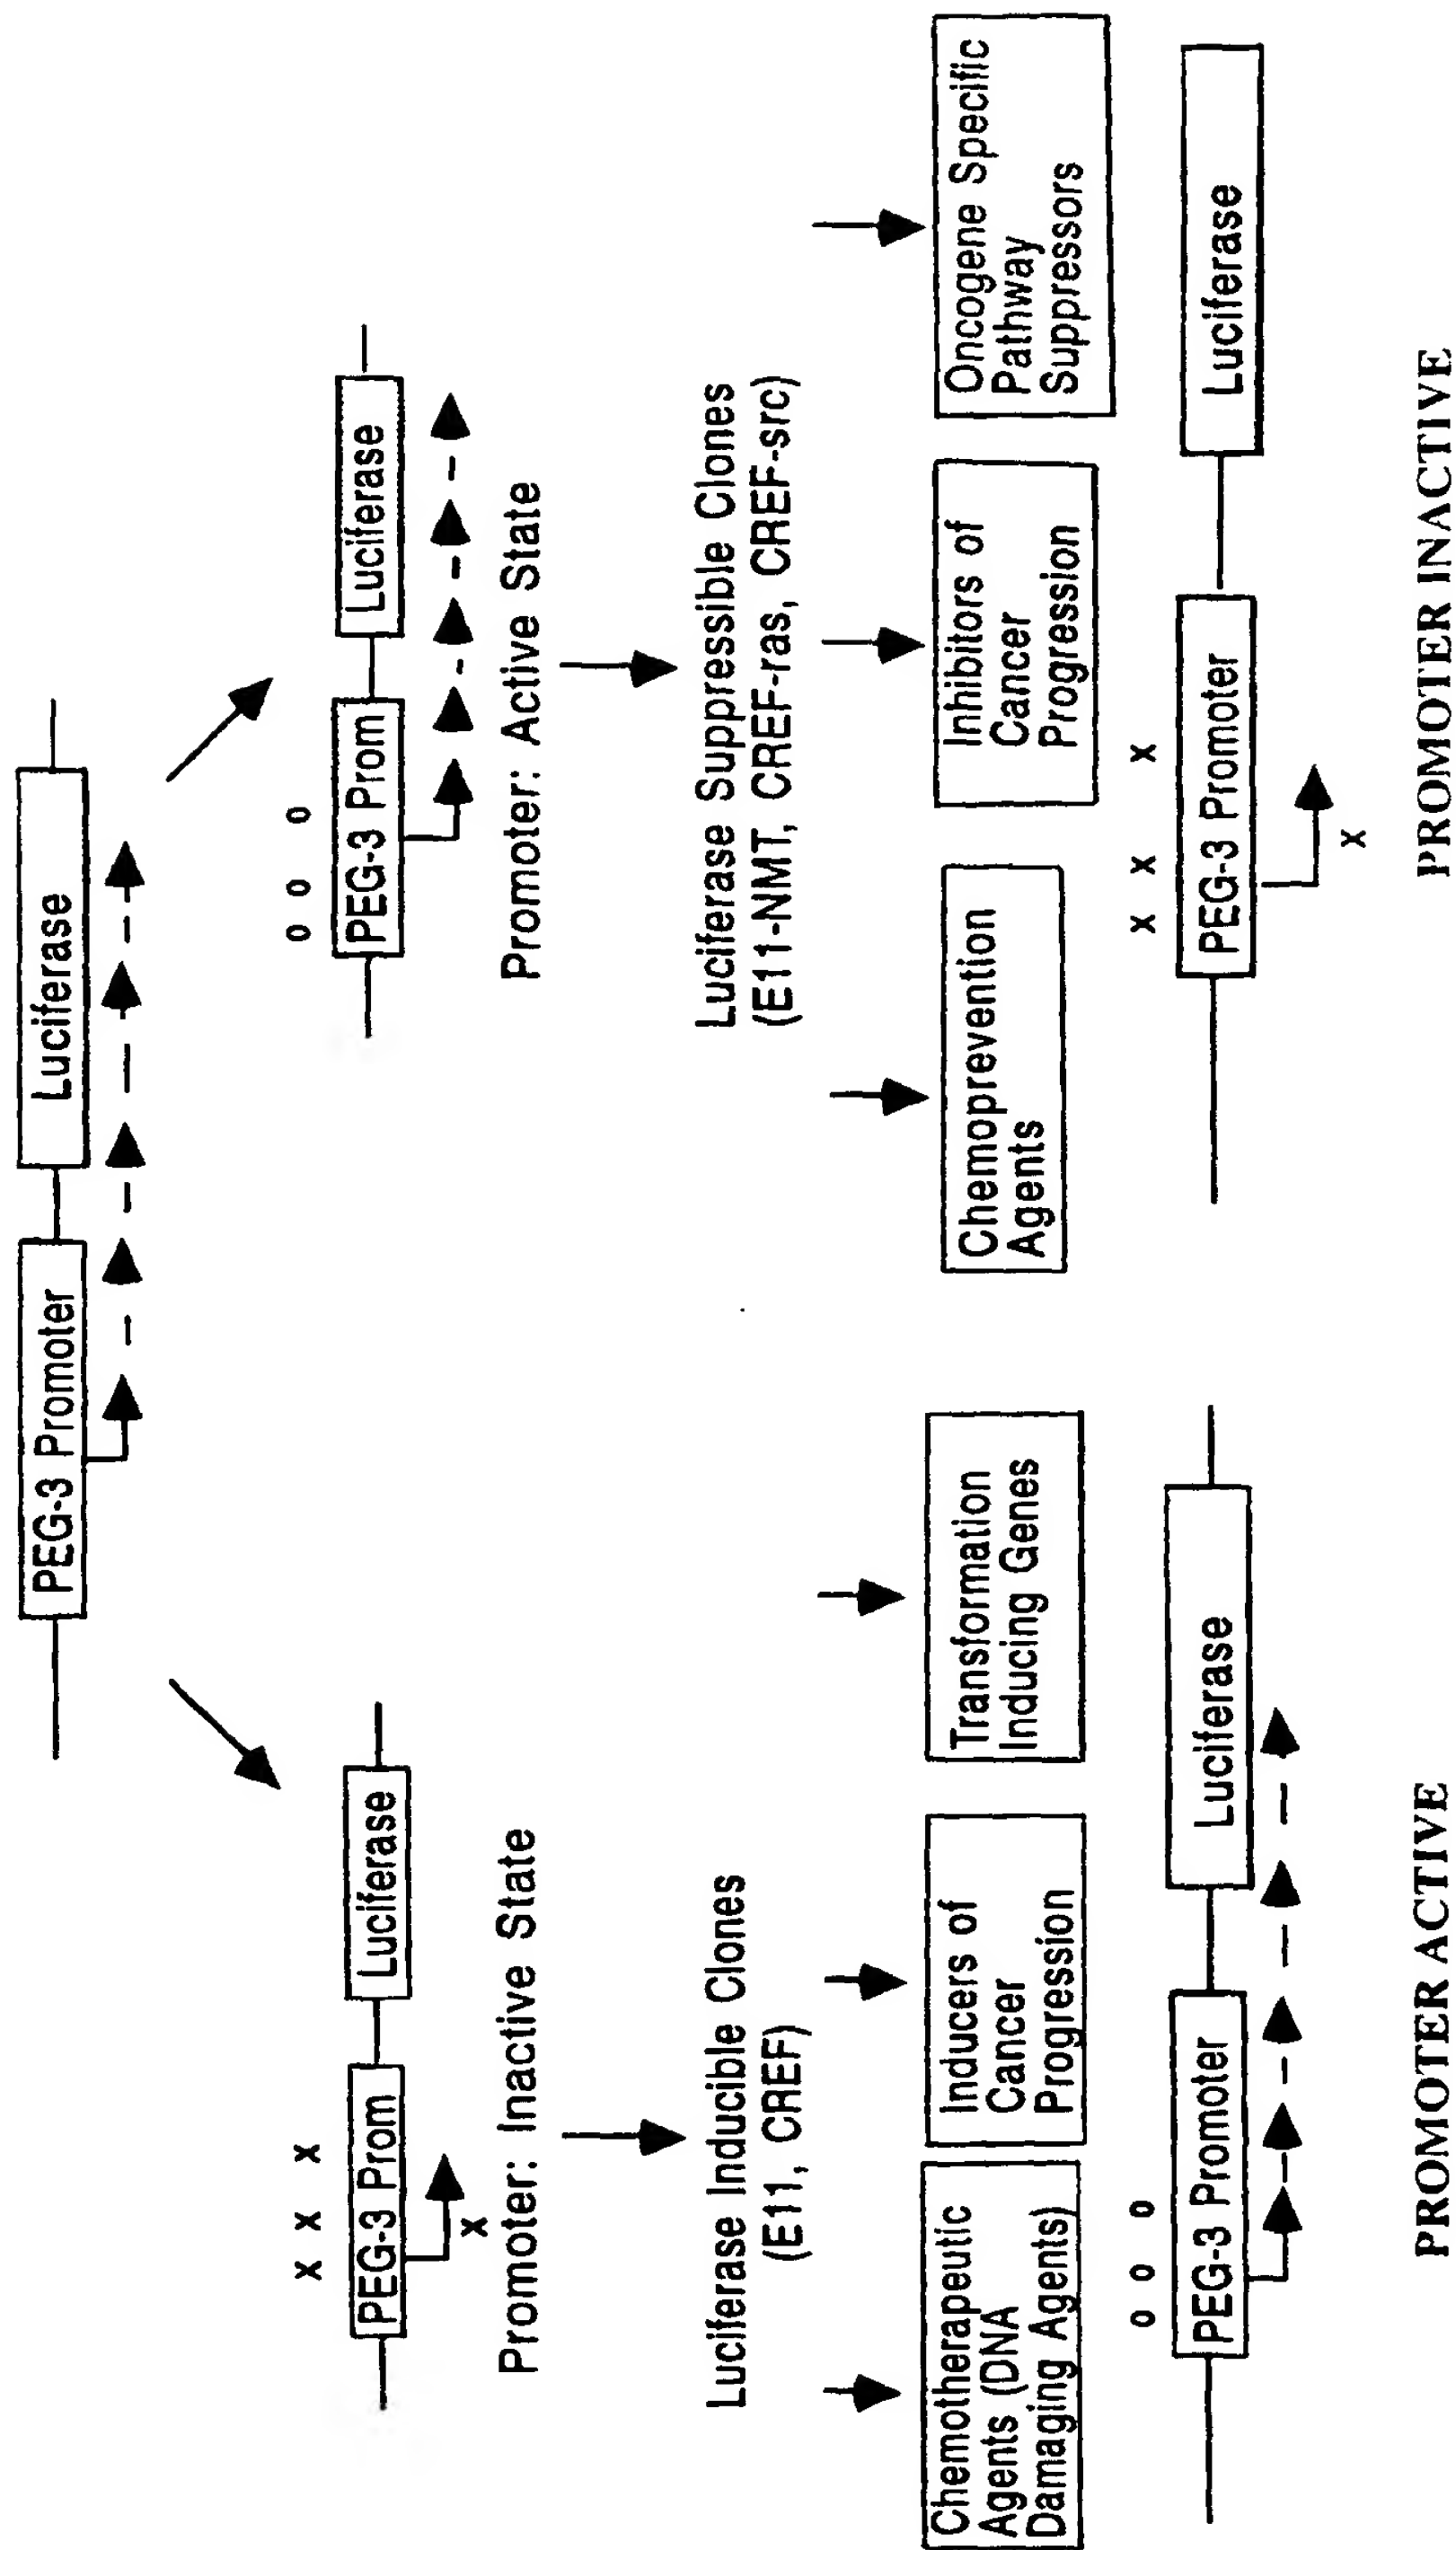 PEG-3 Promoter
Luciferase
X X X
PEG-3 Prom
Luciferase
X
Promoter: Inactive State
Luciferase Inducible Clones
(E11, CREF)
Chemotherapeutic
Agents (DNA
Damaging Agents)
Inducers of
Cancer
Progression
Transformation
Inducing Genes
O O O
PEG-3 Promoter
Luciferase
PROMOTER ACTIVE
O O O
PEG-3 Prom
Luciferase
Promoter: Active State
Luciferase Suppressible Clones
(E11-NMT, CREF-ras, CREF-src)
Chemoprevention
Agents
Inhibitors of
Cancer
Progression
Oncogene Specific
Pathway
Suppressors
X X X
PEG-3 Promoter
Luciferase
X
PROMOTER INACTIVE